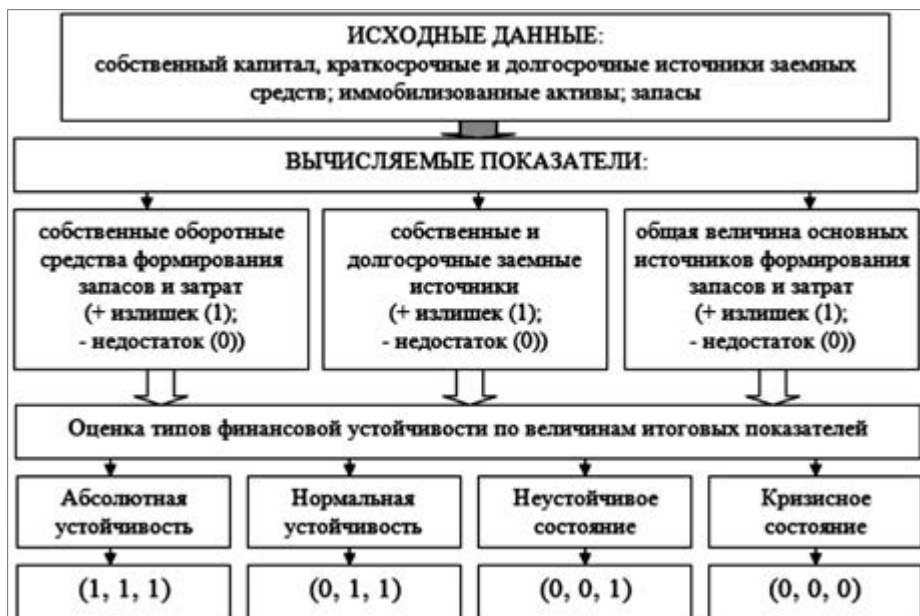 ИСХОДНЫЕ ДАННЫЕ:
собственный капитал, краткосрочные и долгосрочные источники заемных
средств; иммобилизованные активы; запасы
ВЫЧИСЛЯЕМЫЕ ПОКАЗАТЕЛИ:
собственные оборотные
средства формирования
запасов и затрат
(+ излишек (1);
- недостаток (0))
собственные и
долгосрочные заемные
источники
(+ излишек (1);
- недостаток (0))
общая величина основных
источников формирования
запасов и затрат
(+ излишек (1);
- недостаток (0))
Оценка типов финансовой устойчивости по величинам итоговых показателей
Абсолютная
устойчивость
Нормальная
устойчивость
Неустойчивое
состояние
Кризисное
состояние
(1, 1, 1)
(0, 1, 1)
(0, 0, 1)
(0, 0, 0)